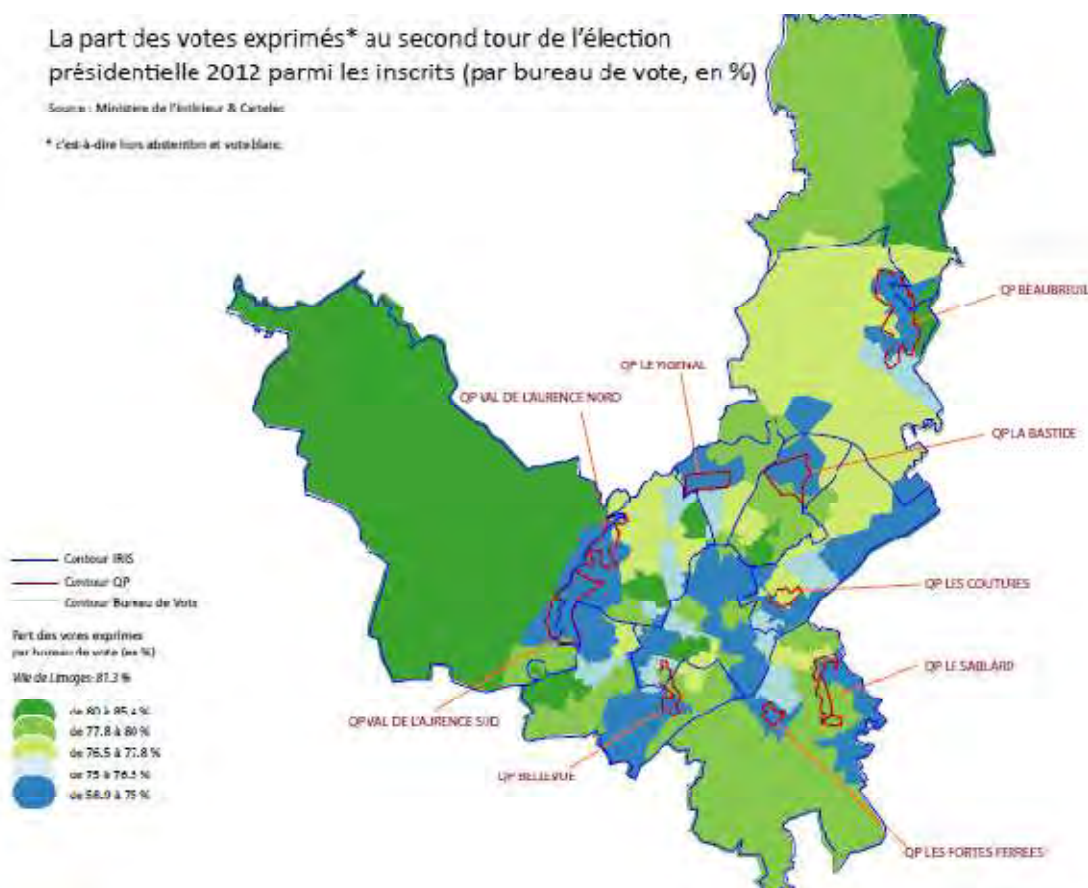 La part des votes exprimés* au second tour de l'élection
présidentielle 2012 parmi les inscrits (par bureau de vote, en %)
Source : Ministère de l'Intérieur & Cartelec
* c'est-à-dire hors abstention et vote blanc.
QP BEAUBREUIL
QP LE VIGENAL
QP VAL DE L'AURENCE NORD
QP LA BASTIDE
Contour IRIS
Contour QP
Contour Bureau de Vote
QP LES COUTURES
Part des votes exprimés
par bureau de vote (en %)
Ville de Limoges: 81.3 %
QP LE SABLARD
de 80 à 85.4 %
de 77.8 à 80 %
de 76.5 à 77.8 %
de 75 à 76.5 %
de 58.9 à 75 %
QP VAL DE L'AURENCE SUD
QP BELLEVUE
QP LES PORTES FERREES